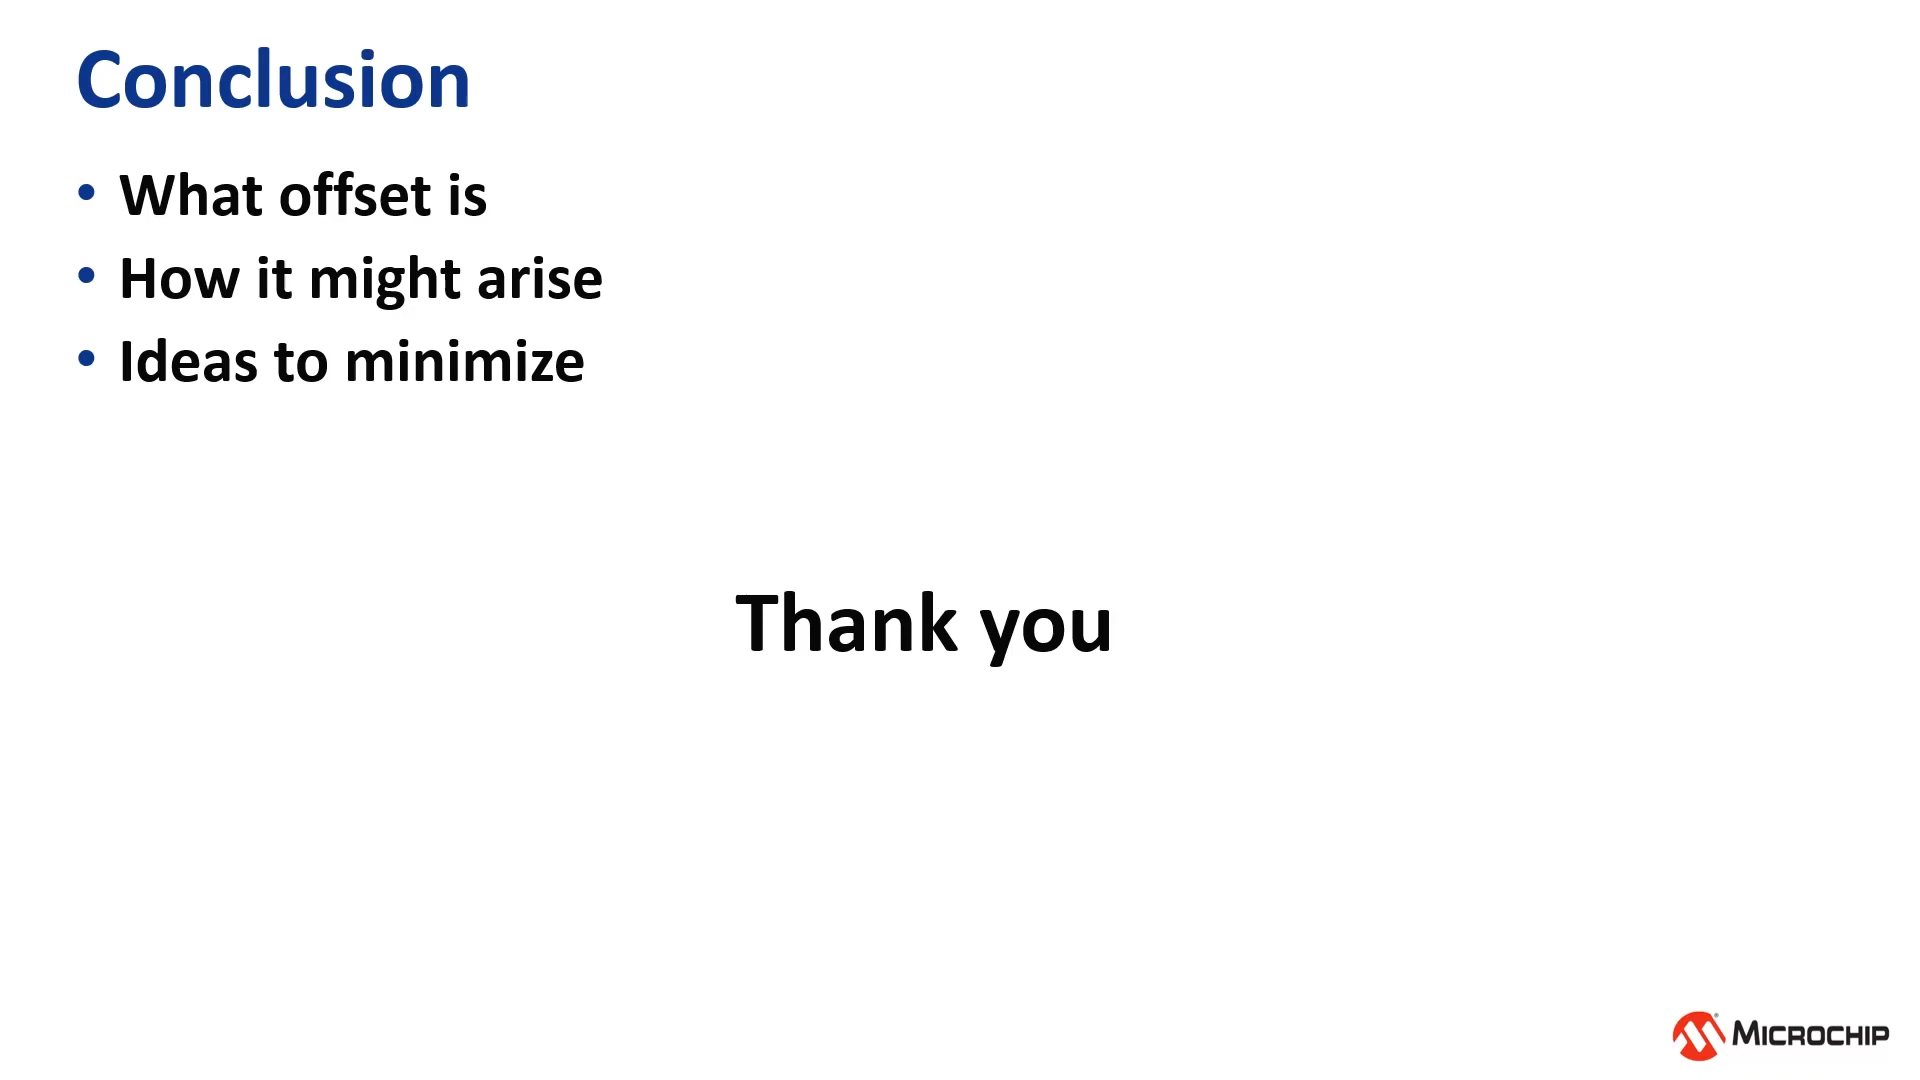 Conclusion
• What offset is
• How it might arise
• Ideas to minimize
Thank you
MICROCHIP